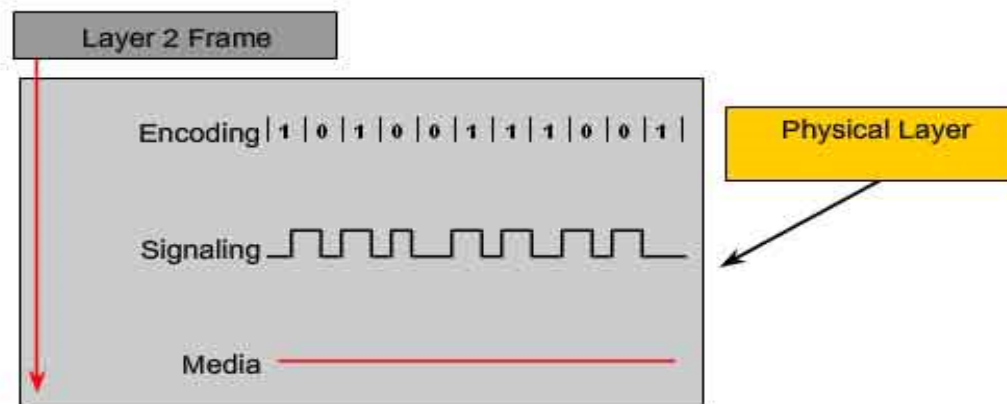 Layer 2 Frame
Encoding |1|0|1|0|0|1|1|1|0|0|1|
Physical Layer
Signaling
Media